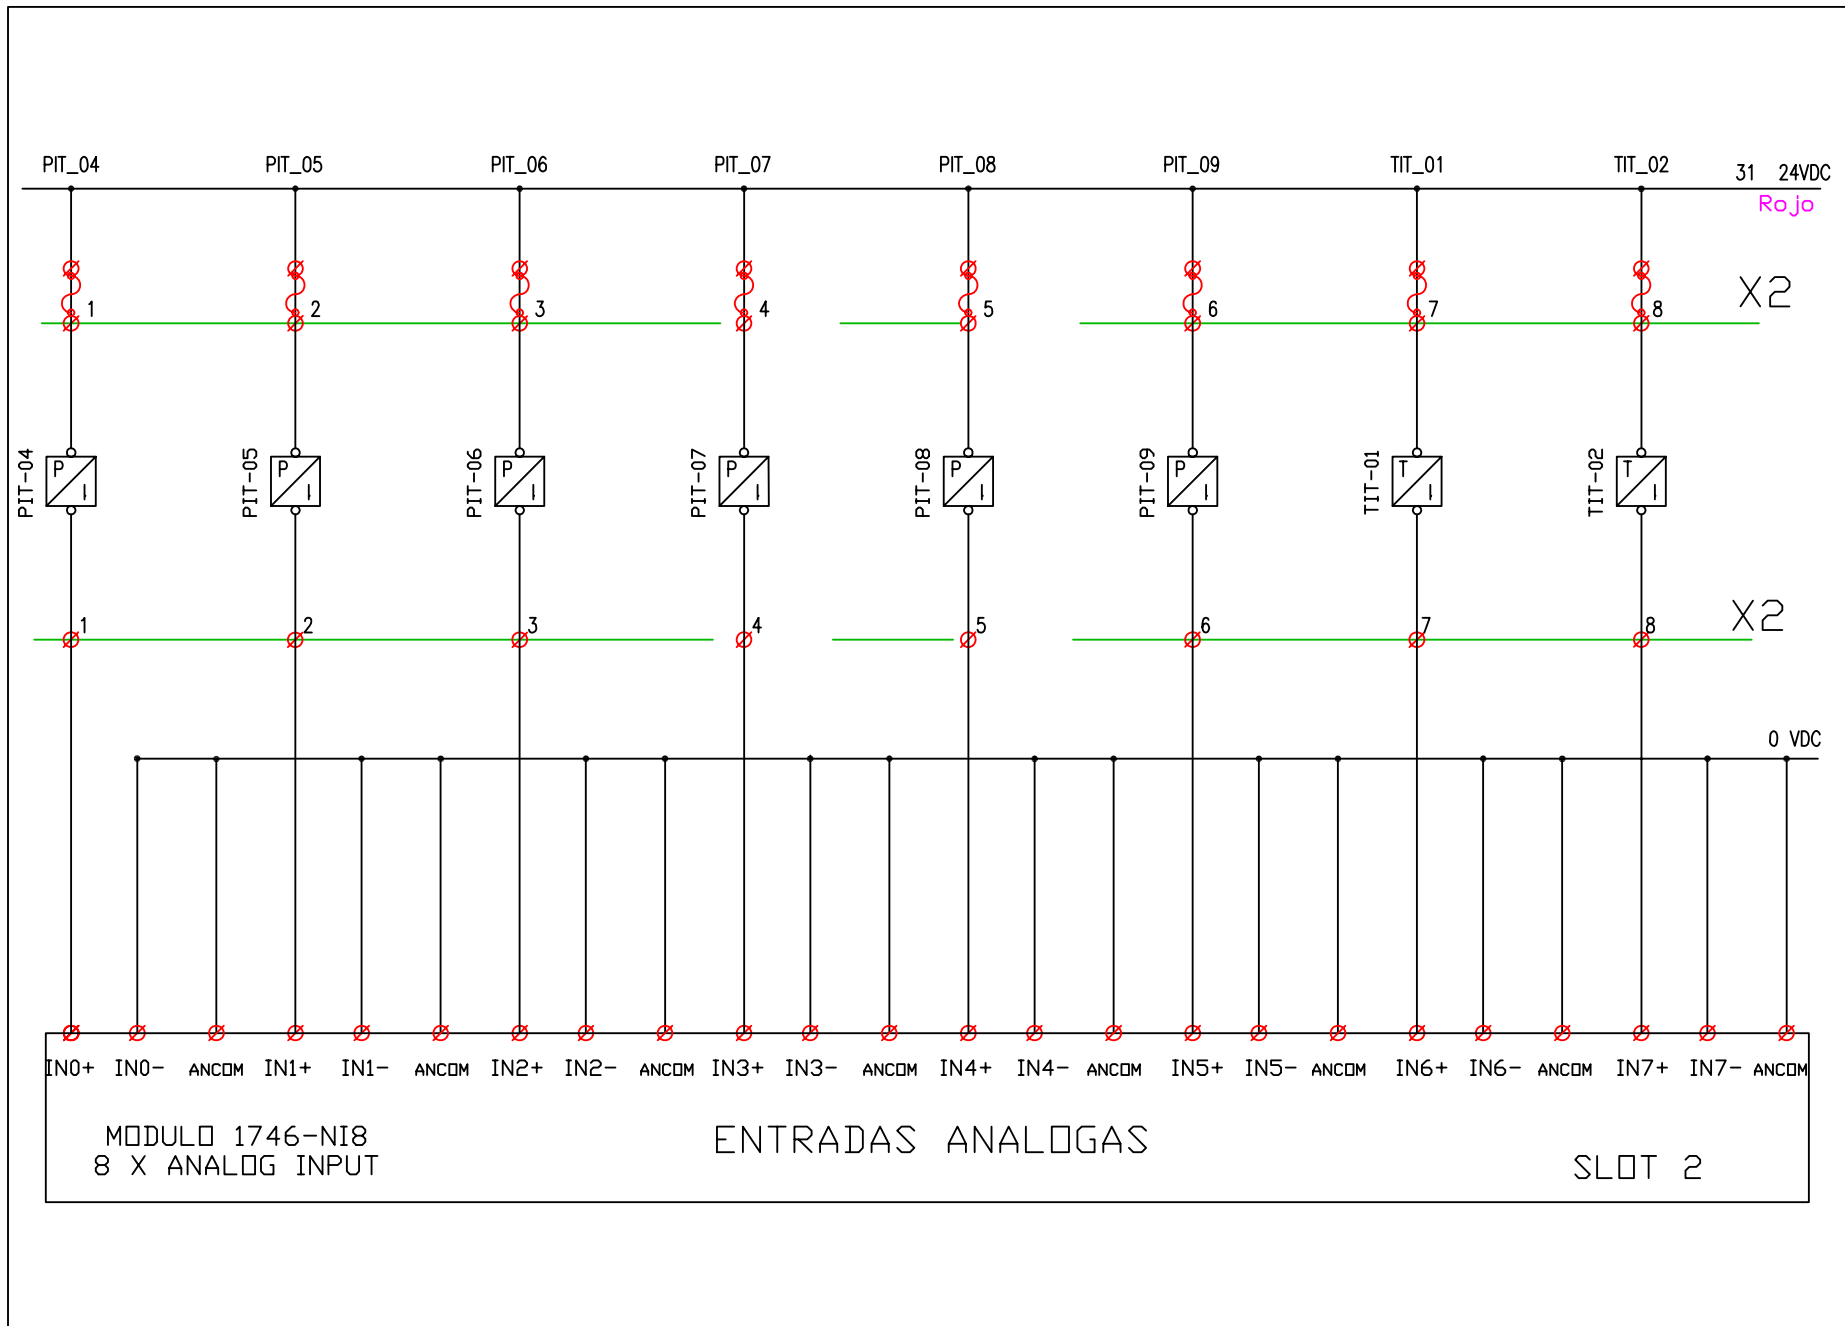 PIT_04 PIT_05 PIT_06 PIT_07 PIT_08 PIT_09 TIT_01 TIT_02 31 24VDC
Rojo
X2
1 2 3 4 5 6 7 8
PIT-04 PIT-05 PIT-06 PIT-07 PIT-08 PIT-09 TIT-01 TIT-02
P P P P P P T T
I I I I I I I I
X2
1 2 3 4 5 6 7 8
0 VDC
IN0+ IN0- ANCOM IN1+ IN1- ANCOM IN2+ IN2- ANCOM IN3+ IN3- ANCOM IN4+ IN4- ANCOM IN5+ IN5- ANCOM IN6+ IN6- ANCOM IN7+ IN7- ANCOM
MODULO 1746-NI8
8 X ANALOG INPUT
ENTRADAS ANALOGAS
SLOT 2